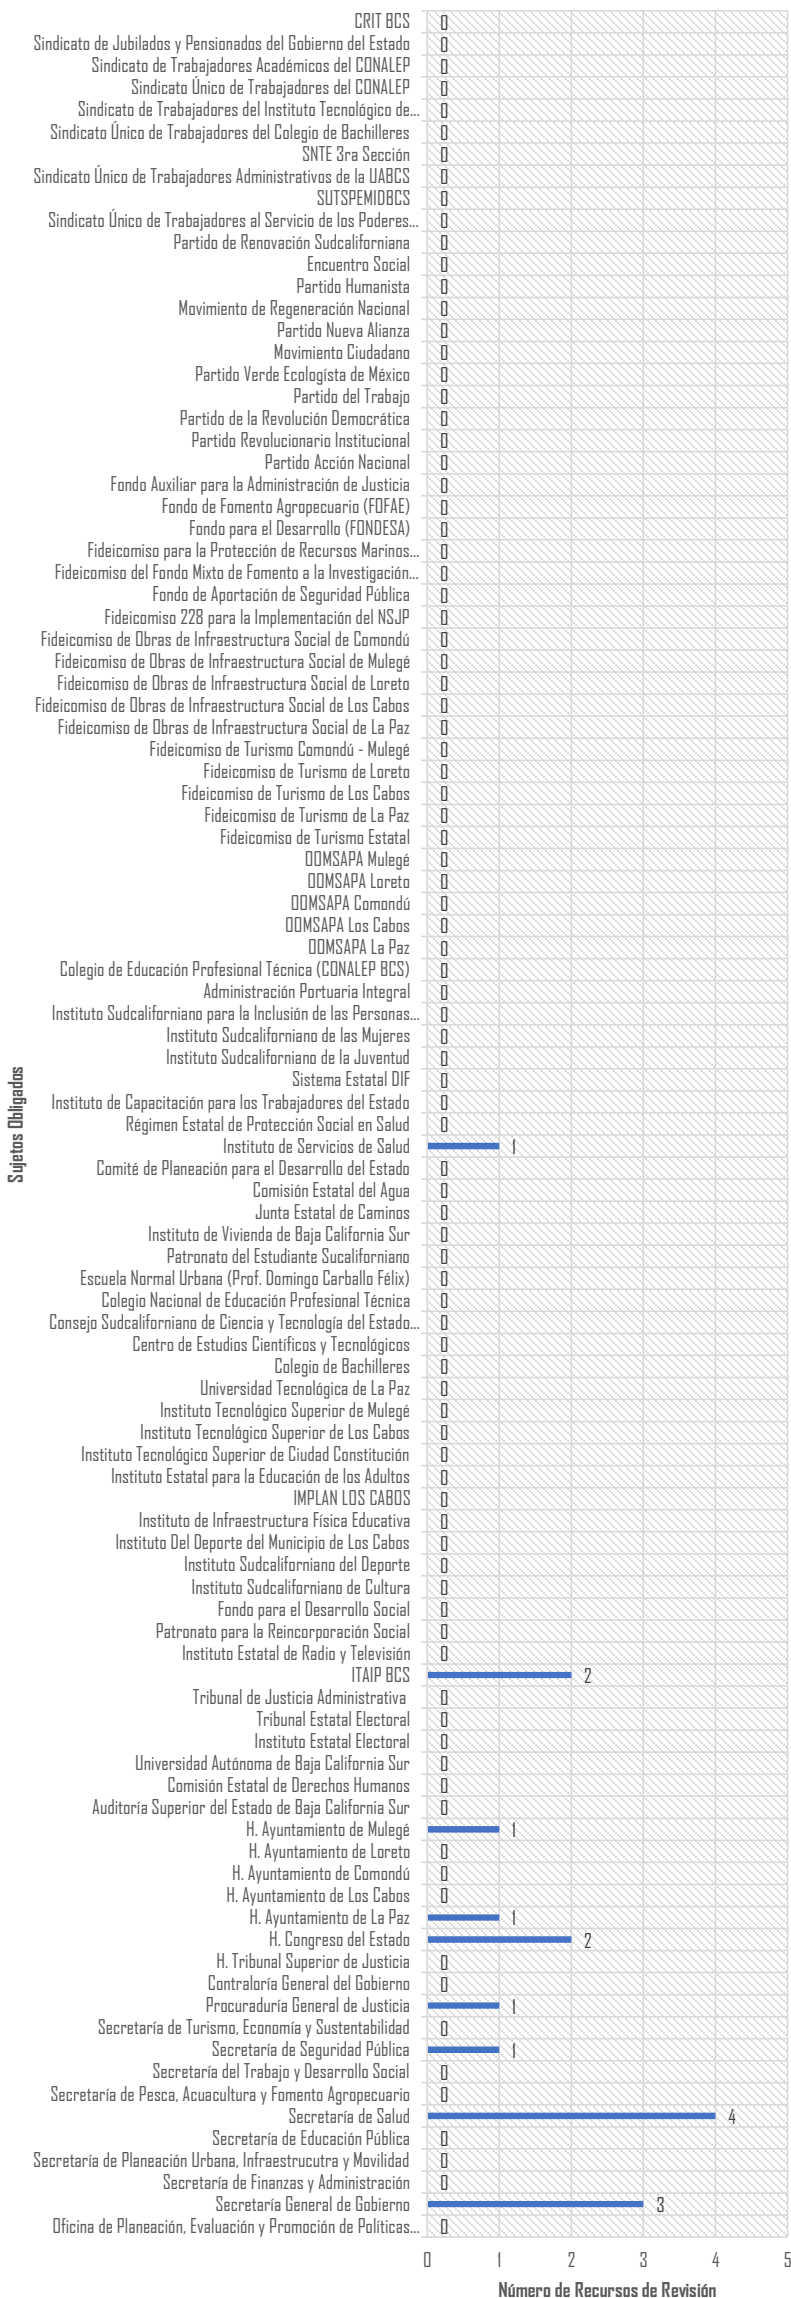 CRIT BCS 0
Sindicato de Jubilados y Pensionados del Gobierno del Estado 0
Sindicato de Trabajadores Académicos del CONALEP 0
Sindicato Único de Trabajadores del CONALEP 0
Sindicato de Trabajadores del Instituto Tecnológico de... 0
Sindicato Único de Trabajadores del Colegio de Bachilleres 0
SNTE 3ra Sección 0
Sindicato Único de Trabajadores Administrativos de la UABCS 0
SUTSPEMIDBCS 0
Sindicato Único de Trabajadores al Servicio de los Poderes... 0
Partido de Renovación Sudcaliforniana 0
Encuentro Social 0
Partido Humanista 0
Movimiento de Regeneración Nacional 0
Partido Nueva Alianza 0
Movimiento Ciudadano 0
Partido Verde Ecologísta de México 0
Partido del Trabajo 0
Partido de la Revolución Democrática 0
Partido Revolucionario Institucional 0
Partido Acción Nacional 0
Fondo Auxiliar para la Administración de Justicia 0
Fondo de Fomento Agropecuario (FOFAE) 0
Fondo para el Desarrollo (FONDESA) 0
Fideicomiso para la Protección de Recursos Marinos... 0
Fideicomiso del Fondo Mixto de Fomento a la Investigación... 0
Fondo de Aportación de Seguridad Pública 0
Fideicomiso 228 para la Implementación del NSJP 0
Fideicomiso de Obras de Infraestructura Social de Comondú 0
Fideicomiso de Obras de Infraestructura Social de Mulegé 0
Fideicomiso de Obras de Infraestructura Social de Loreto 0
Fideicomiso de Obras de Infraestructura Social de Los Cabos 0
Fideicomiso de Obras de Infraestructura Social de La Paz 0
Fideicomiso de Turismo Comondú - Mulegé 0
Fideicomiso de Turismo de Loreto 0
Fideicomiso de Turismo de Los Cabos 0
Fideicomiso de Turismo de La Paz 0
Fideicomiso de Turismo Estatal 0
OOMSAPA Mulegé 0
OOMSAPA Loreto 0
OOMSAPA Comondú 0
OOMSAPA Los Cabos 0
OOMSAPA La Paz 0
Colegio de Educación Profesional Técnica (CONALEP BCS) 0
Administración Portuaria Integral 0
Instituto Sudcaliforniano para la Inclusión de las Personas... 0
Instituto Sudcaliforniano de las Mujeres 0
Instituto Sudcaliforniano de la Juventud 0
Sistema Estatal DIF 0
Instituto de Capacitación para los Trabajadores del Estado 0
Régimen Estatal de Protección Social en Salud 0
Instituto de Servicios de Salud 1
Comité de Planeación para el Desarrollo del Estado 0
Comisión Estatal del Agua 0
Junta Estatal de Caminos 0
Instituto de Vivienda de Baja California Sur 0
Patronato del Estudiante Sucaliforniano 0
Escuela Normal Urbana (Prof. Domingo Carballo Félix) 0
Colegio Nacional de Educación Profesional Técnica 0
Consejo Sudcaliforniano de Ciencia y Tecnología del Estado... 0
Centro de Estudios Científicos y Tecnológicos 0
Colegio de Bachilleres 0
Universidad Tecnológica de La Paz 0
Instituto Tecnológico Superior de Mulegé 0
Instituto Tecnológico Superior de Los Cabos 0
Instituto Tecnológico Superior de Ciudad Constitución 0
Instituto Estatal para la Educación de los Adultos 0
IMPLAN LOS CABOS 0
Instituto de Infraestructura Física Educativa 0
Instituto Del Deporte del Municipio de Los Cabos 0
Instituto Sudcaliforniano del Deporte 0
Instituto Sudcaliforniano de Cultura 0
Fondo para el Desarrollo Social 0
Patronato para la Reincorporación Social 0
Instituto Estatal de Radio y Televisión 0
ITAIP BCS 2
Tribunal de Justicia Administrativa 0
Tribunal Estatal Electoral 0
Instituto Estatal Electoral 0
Universidad Autónoma de Baja California Sur 0
Comisión Estatal de Derechos Humanos 0
Auditoría Superior del Estado de Baja California Sur 0
H. Ayuntamiento de Mulegé 1
H. Ayuntamiento de Loreto 0
H. Ayuntamiento de Comondú 0
H. Ayuntamiento de Los Cabos 0
H. Ayuntamiento de La Paz 1
H. Congreso del Estado 2
H. Tribunal Superior de Justicia 0
Contraloría General del Gobierno 0
Procuraduría General de Justicia 1
Secretaría de Turismo, Economía y Sustentabilidad 0
Secretaría de Seguridad Pública 1
Secretaría del Trabajo y Desarrollo Social 0
Secretaría de Pesca, Acuacultura y Fomento Agropecuario 0
Secretaría de Salud 4
Secretaría de Educación Pública 0
Secretaría de Planeación Urbana, Infraestrucutra y Movilidad 0
Secretaría de Finanzas y Administración 0
Secretaría General de Gobierno 3
Oficina de Planeación, Evaluación y Promoción de Políticas... 0
Sujetos Obligados
0 1 2 3 4 5
Número de Recursos de Revisión